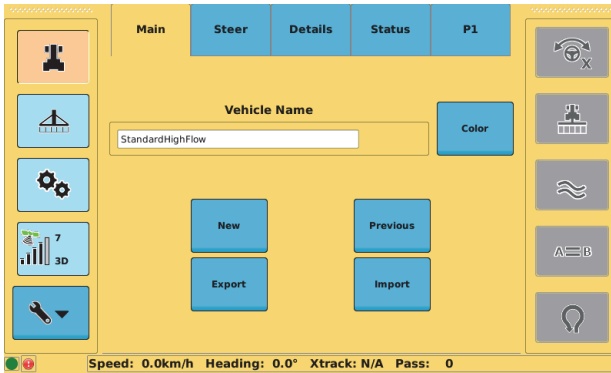 Main Steer Details Status P1
X
Vehicle Name
StandardHighFlow
Color
7
3D
New Previous
A B
Export Import
Speed: 0.0km/h Heading: 0.0° Xtrack: N/A Pass: 0